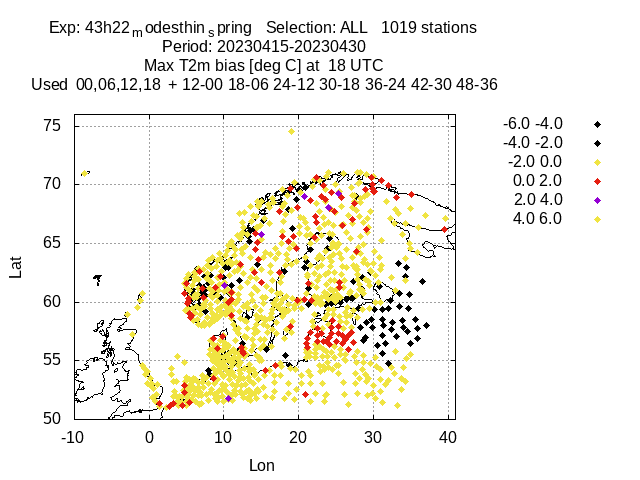 Exp: 43h22modesthinspring Selection: ALL 1019 stations
Period: 20230415-20230430
Max T2m bias [deg C] at 18 UTC
Used 00,06,12,18 + 12-00 18-06 24-12 30-18 36-24 42-30 48-36
-6.0 -4.0
-4.0 -2.0
-2.0 0.0
0.0 2.0
2.0 4.0
4.0 6.0
75
70
65
60
55
50
Lat
-10 0 10 20 30 40
Lon